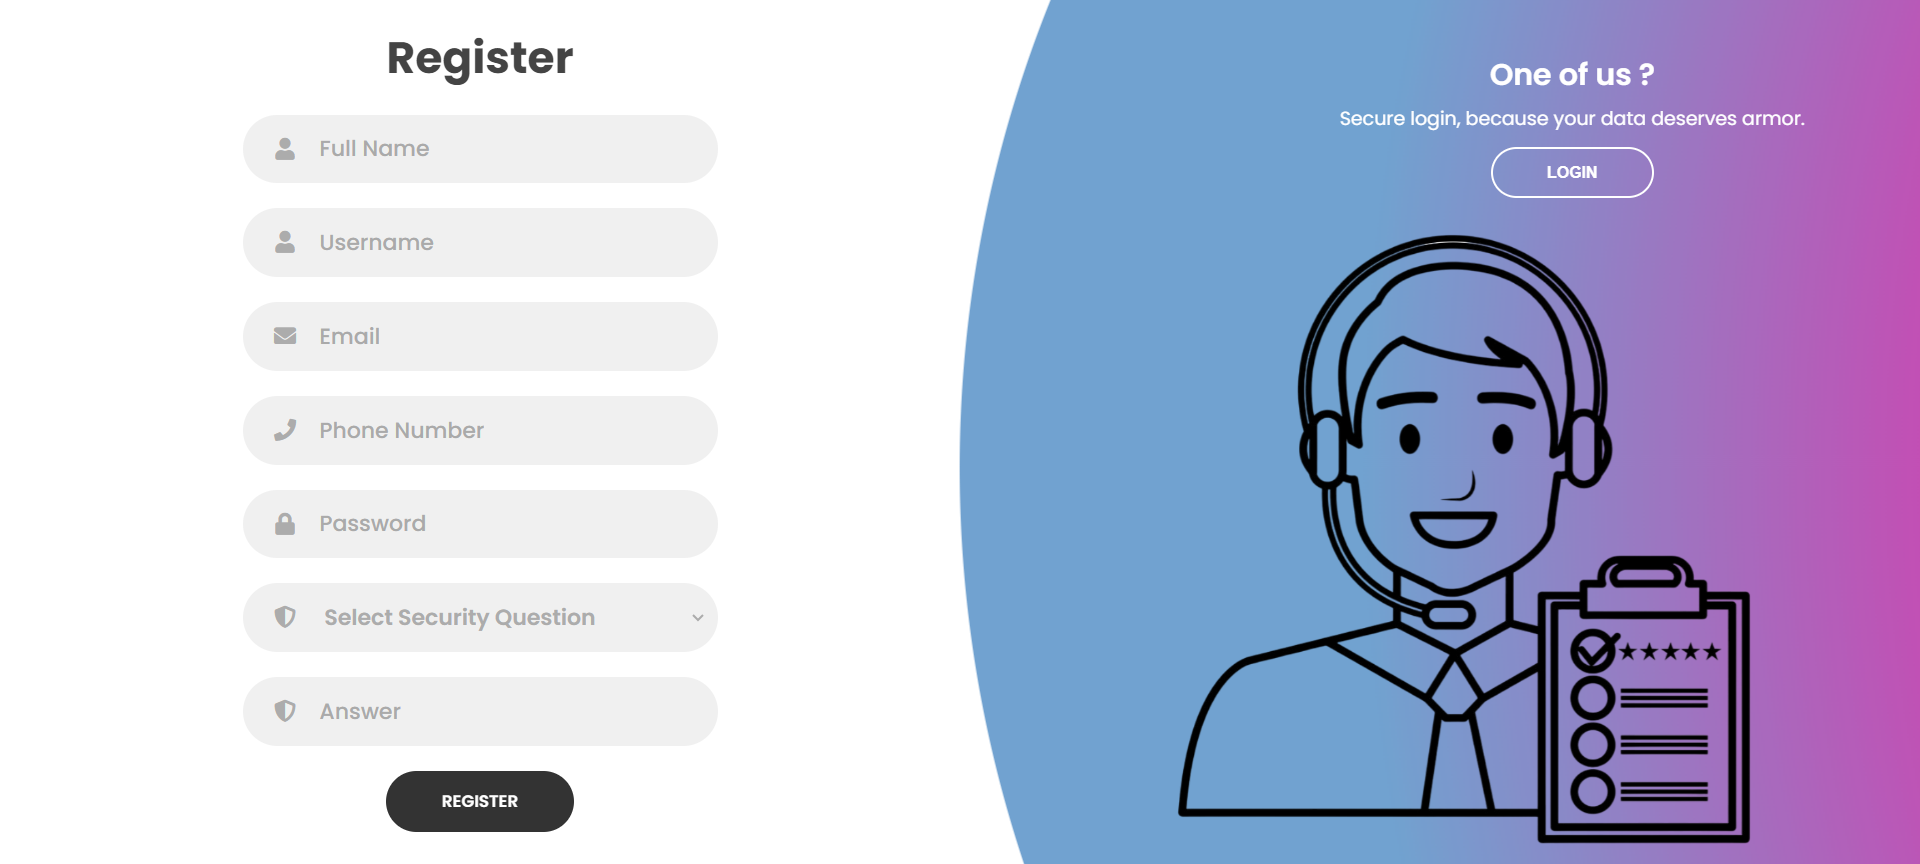 Register
Full Name
Username
Email
Phone Number
Password
Select Security Question
Answer
REGISTER
One of us ?
Secure login, because your data deserves armor.
LOGIN